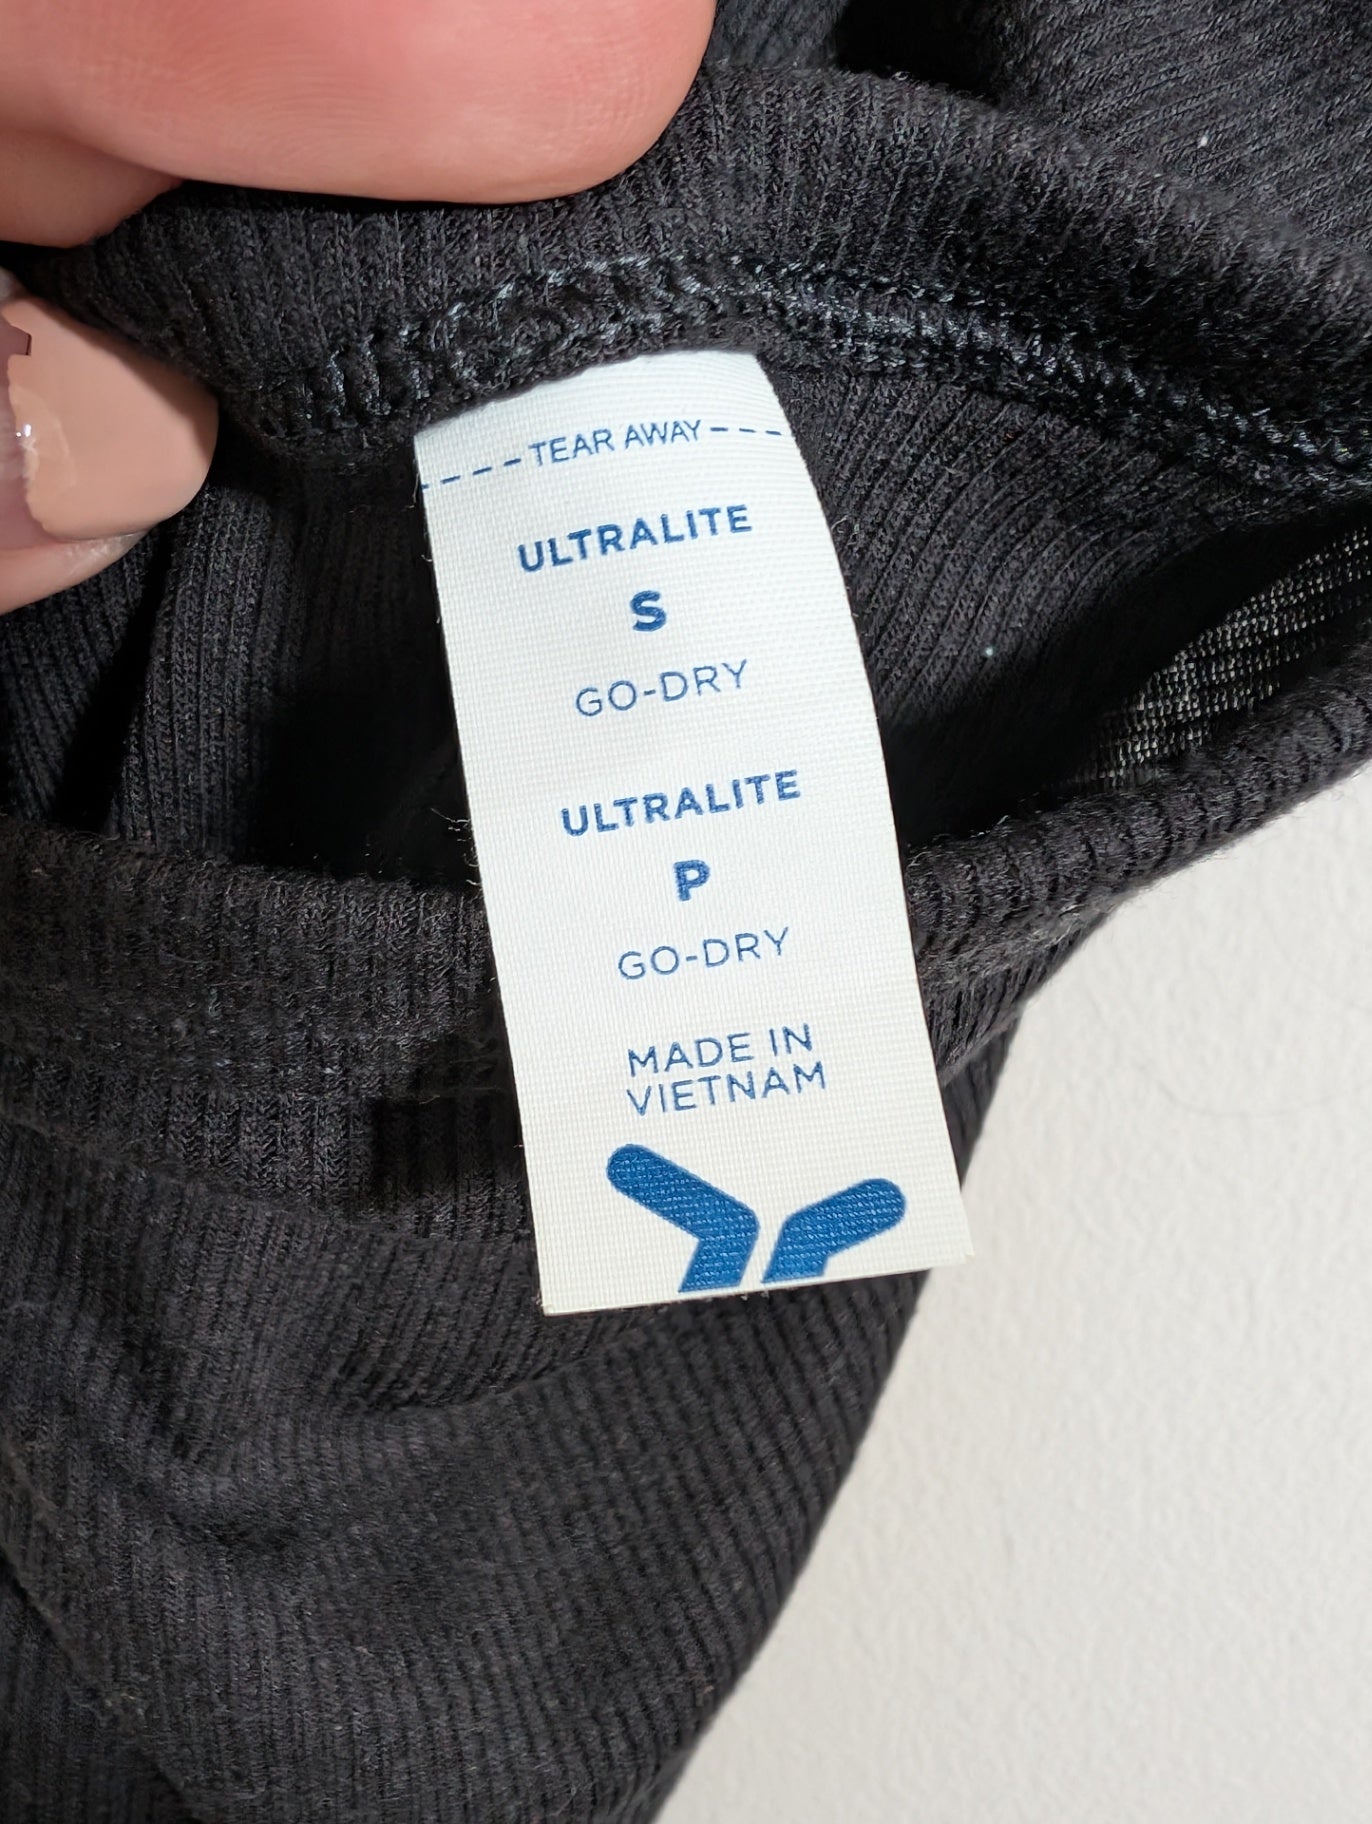 TEAR AWAY
ULTRALITE
S
GO-DRY
ULTRALITE
P
GO-DRY
MADE IN
VIETNAM